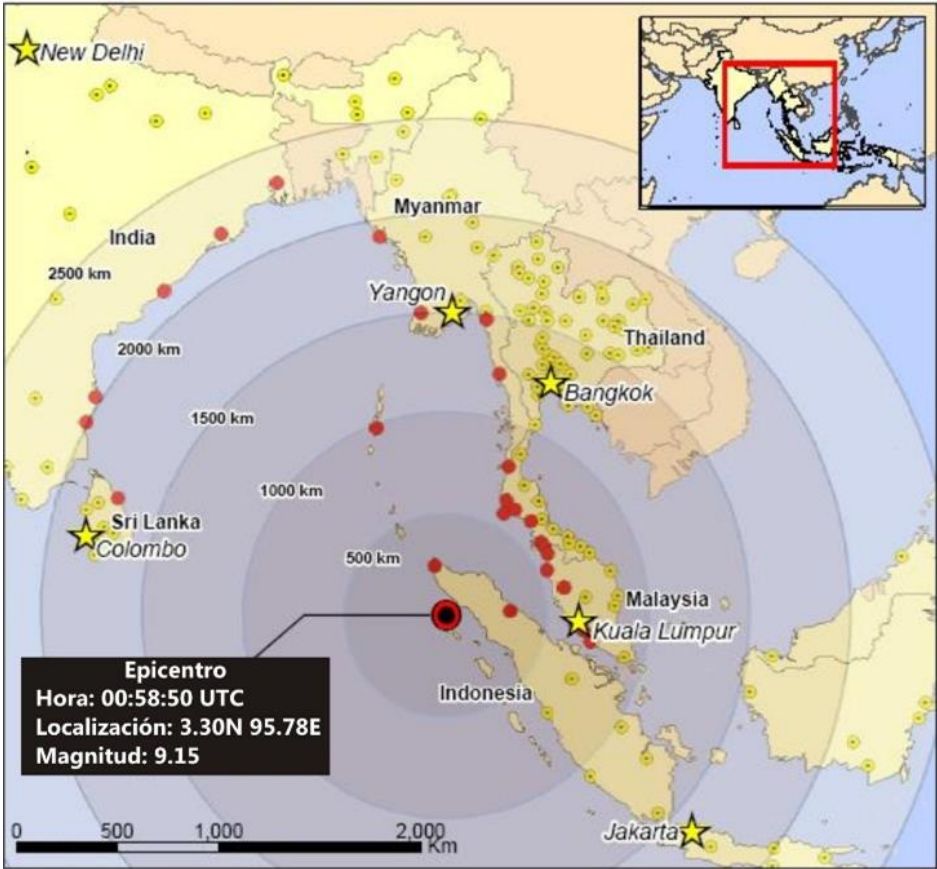 New Delhi
Myanmar
India
2500 km
Yangon
Thailand
2000 km
Bangkok
1500 km
1000 km
Sri Lanka
Colombo
500 km
Malaysia
Kuala Lumpur
Indonesia
Epicentro
Hora: 00:58:50 UTC
Localización: 3.30N 95.78E
Magnitud: 9.15
0 500 1,000 2,000
Km
Jakarta